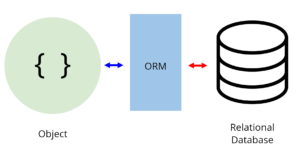 { }
ORM
Object
Relational
Database